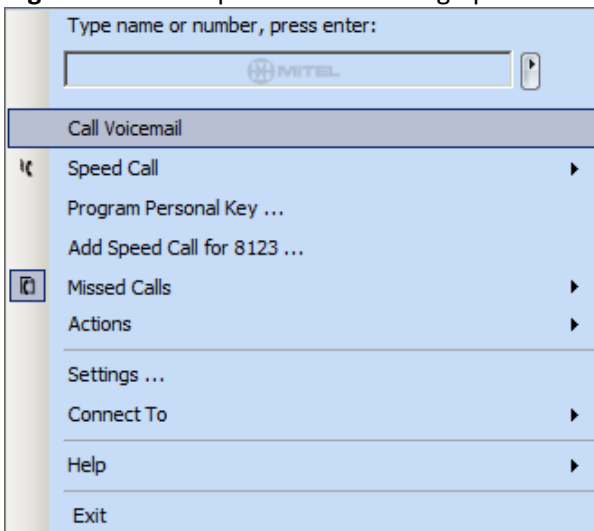 Type name or number, press enter:
MITEL
Call Voicemail
Speed Call
Program Personal Key ...
Add Speed Call for 8123 ...
Missed Calls
Actions
Settings ...
Connect To
Help
Exit